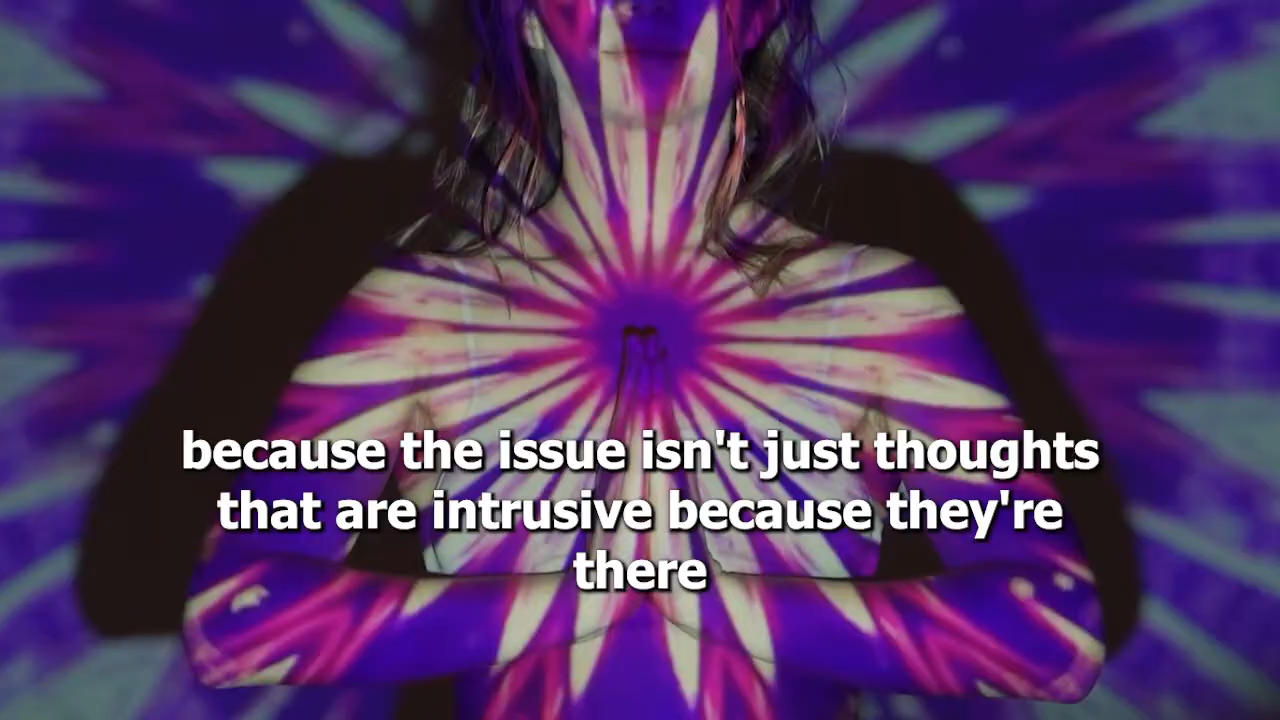 because the issue isn't just thoughts
that are intrusive because they're
there